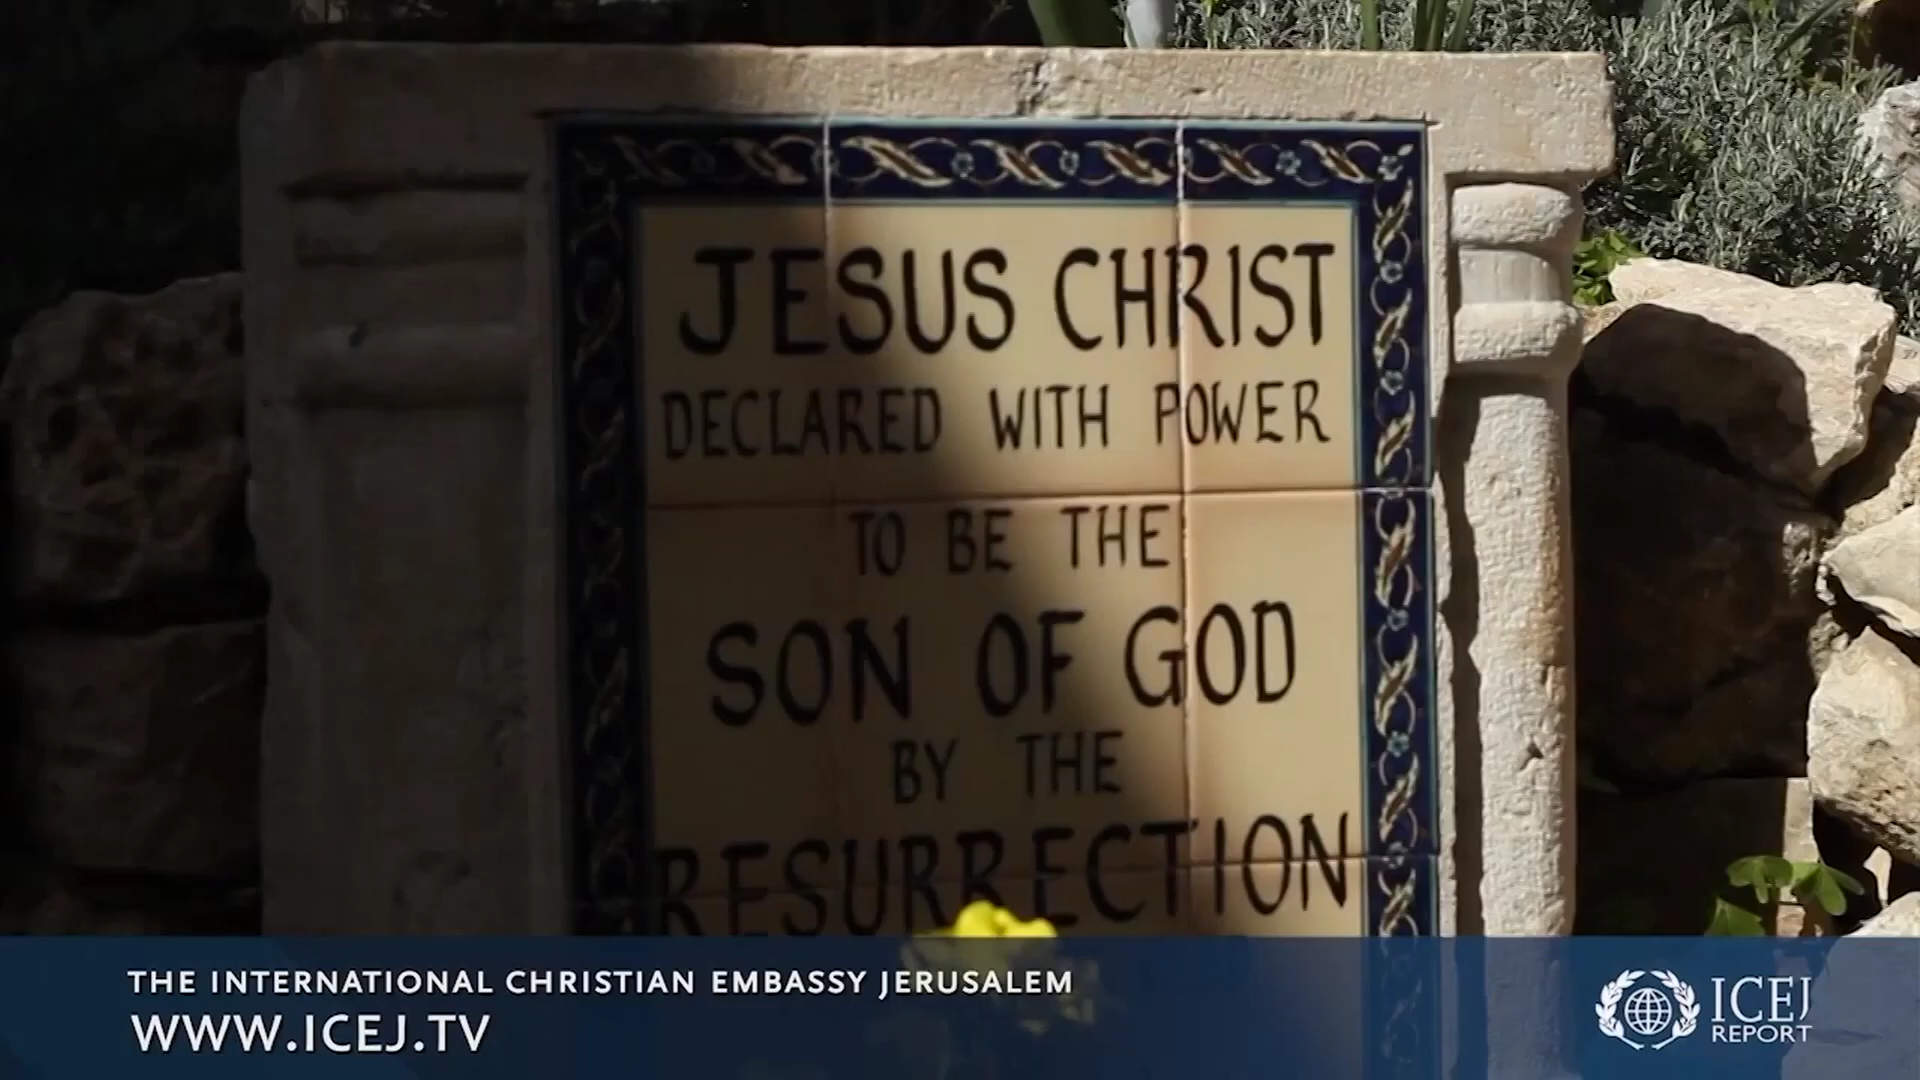 JESUS CHRIST
DECLARED WITH POWER
TO BE THE
SON OF GOD
BY THE
RESURRECTION
THE INTERNATIONAL CHRISTIAN EMBASSY JERUSALEM
WWW.ICEJ.TV
ICEJ
REPORT